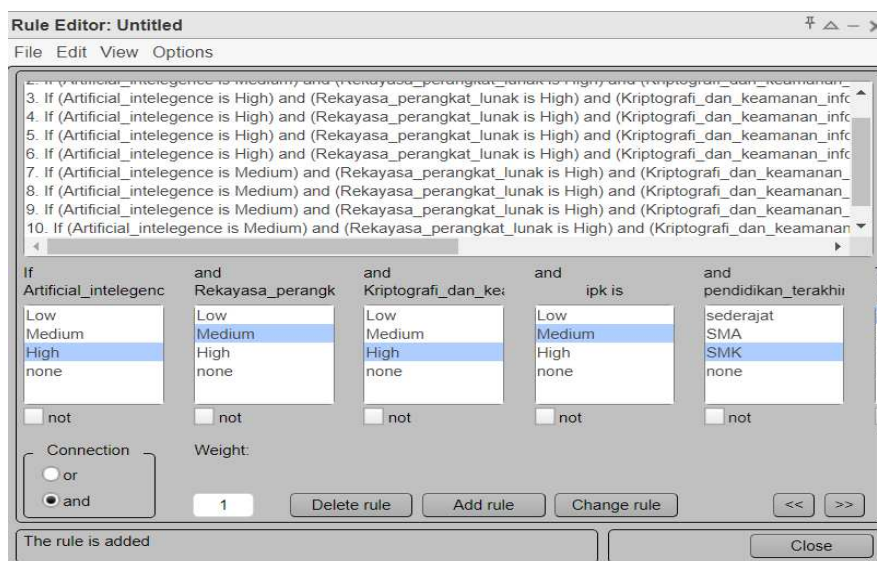 Rule Editor: Untitled
File Edit View Options
3. If (Artificial_intelegence is High) and (Rekayasa_perangkat_lunak is High) and (Kriptografi_dan_keamanan_info
4. If (Artificial_intelegence is High) and (Rekayasa_perangkat_lunak is High) and (Kriptografi_dan_keamanan_info
5. If (Artificial_intelegence is High) and (Rekayasa_perangkat_lunak is High) and (Kriptografi_dan_keamanan_info
6. If (Artificial_intelegence is High) and (Rekayasa_perangkat_lunak is High) and (Kriptografi_dan_keamanan_info
7. If (Artificial_intelegence is Medium) and (Rekayasa_perangkat_lunak is High) and (Kriptografi_dan_keamanan_
8. If (Artificial_intelegence is Medium) and (Rekayasa_perangkat_lunak is High) and (Kriptografi_dan_keamanan_
9. If (Artificial_intelegence is Medium) and (Rekayasa_perangkat_lunak is High) and (Kriptografi_dan_keamanan_
10. If (Artificial_intelegence is Medium) and (Rekayasa_perangkat_lunak is High) and (Kriptografi_dan_keamanan
If and and and and
Artificial_intelegenc Rekayasa_perangk Kriptografi_dan_kea ipk is pendidikan_terakhir
Low Low Low Low sederajat
Medium Medium Medium Medium SMA
High High High High SMK
none none none none none
not not not not not
Connection Weight:
or
and 1 Delete rule Add rule Change rule << >>
The rule is added Close